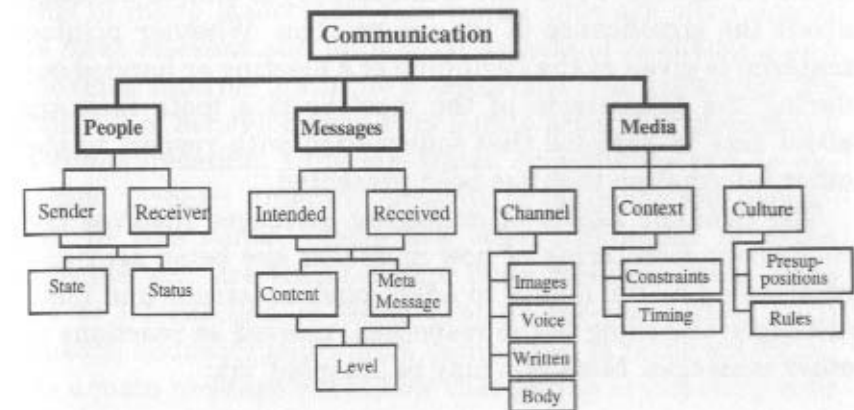 Communication
People
Messages
Media
Sender
Receiver
Intended
Received
Channel
Context
Culture
State
Status
Content
Meta
Message
Level
Images
Voice
Written
Body
Constraints
Timing
Presup-
positions
Rules